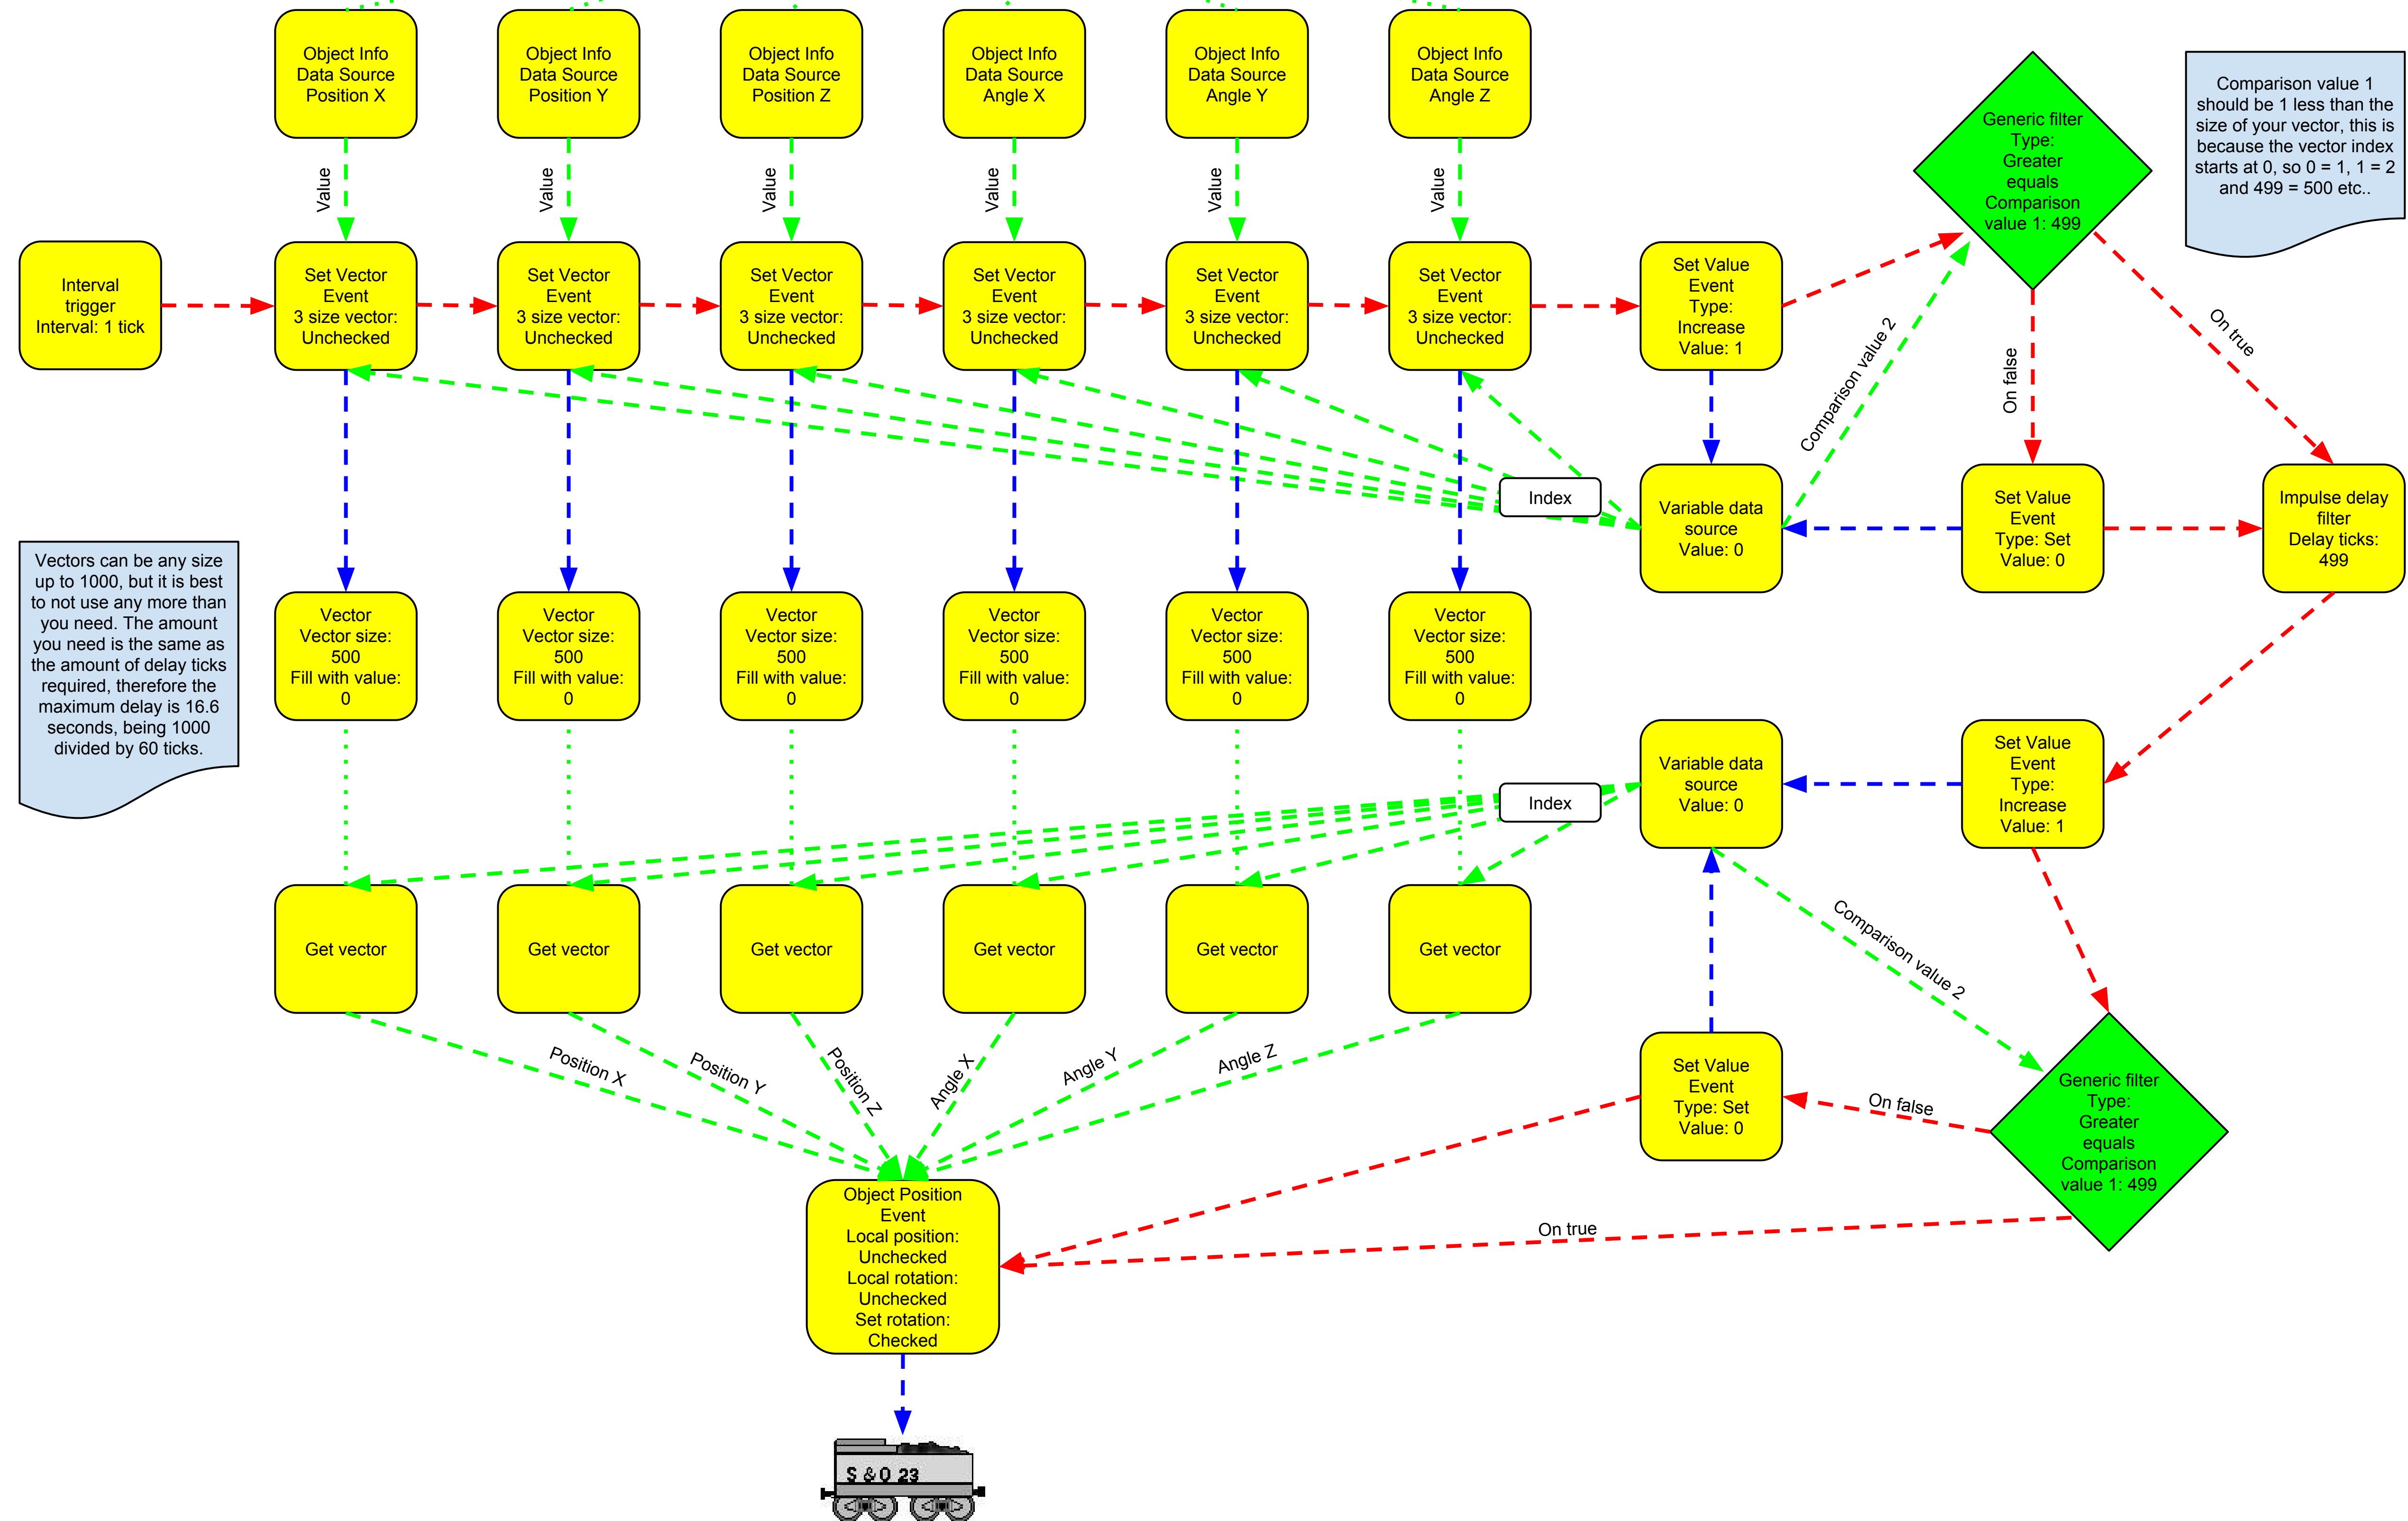 Object Info
Data Source
Position X
Object Info
Data Source
Position Y
Object Info
Data Source
Position Z
Object Info
Data Source
Angle X
Object Info
Data Source
Angle Y
Object Info
Data Source
Angle Z
Generic filter
Type:
Greater
equals
Comparison
value 1: 499
Comparison value 1
should be 1 less than the
size of your vector, this is
because the vector index
starts at 0, so 0 = 1, 1 = 2
and 499 = 500 etc..
Value
Value
Value
Value
Value
Value
Interval
trigger
Interval: 1 tick
Set Vector
Event
3 size vector:
Unchecked
Set Vector
Event
3 size vector:
Unchecked
Set Vector
Event
3 size vector:
Unchecked
Set Vector
Event
3 size vector:
Unchecked
Set Vector
Event
3 size vector:
Unchecked
Set Vector
Event
3 size vector:
Unchecked
Set Value
Event
Type:
Increase
Value: 1
Comparison value 2
On false
On true
Index
Variable data
source
Value: 0
Set Value
Event
Type: Set
Value: 0
Impulse delay
filter
Delay ticks:
499
Vectors can be any size
up to 1000, but it is best
to not use any more than
you need. The amount
you need is the same as
the amount of delay ticks
required, therefore the
maximum delay is 16.6
seconds, being 1000
divided by 60 ticks.
Vector
Vector size:
500
Fill with value:
0
Vector
Vector size:
500
Fill with value:
0
Vector
Vector size:
500
Fill with value:
0
Vector
Vector size:
500
Fill with value:
0
Vector
Vector size:
500
Fill with value:
0
Vector
Vector size:
500
Fill with value:
0
Index
Variable data
source
Value: 0
Set Value
Event
Type:
Increase
Value: 1
Get vector
Get vector
Get vector
Get vector
Get vector
Get vector
Comparison value 2
Position X
Position Y
Position Z
Angle X
Angle Y
Angle Z
Set Value
Event
Type: Set
Value: 0
On false
Generic filter
Type:
Greater
equals
Comparison
value 1: 499
On true
Object Position
Event
Local position:
Unchecked
Local rotation:
Unchecked
Set rotation:
Checked
S & O 23